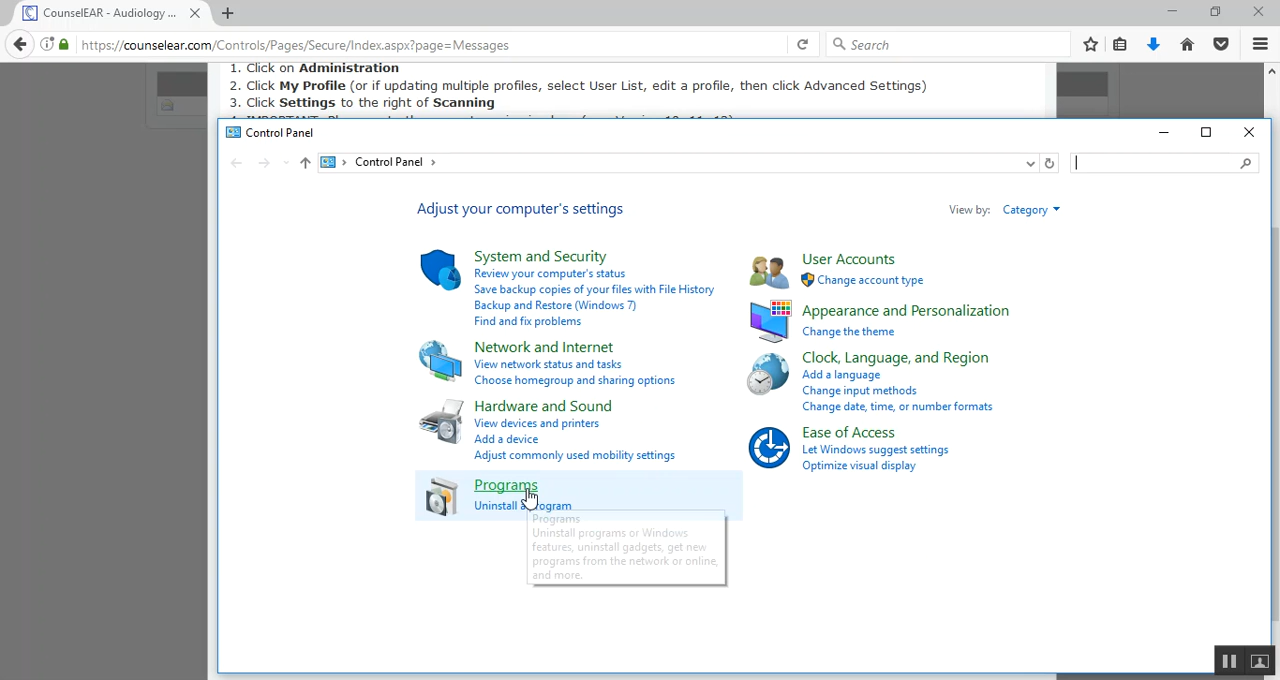 CounselEAR - Audiology ...
https://counselear.com/Controls/Pages/Secure/Index.aspx?page=Messages
Search
1. Click on Administration
2. Click My Profile (or if updating multiple profiles, select User List, edit a profile, then click Advanced Settings)
3. Click Settings to the right of Scanning
Control Panel
Control Panel
Adjust your computer's settings
View by: Category
System and Security
Review your computer's status
Save backup copies of your files with File History
Backup and Restore (Windows 7)
Find and fix problems
Network and Internet
View network status and tasks
Choose homegroup and sharing options
Hardware and Sound
View devices and printers
Add a device
Adjust commonly used mobility settings
Programs
Uninstall a program
Programs
Uninstall programs or Windows
features, uninstall gadgets, get new
programs from the network or online,
and more.
User Accounts
Change account type
Appearance and Personalization
Change the theme
Clock, Language, and Region
Add a language
Change input methods
Change date, time, or number formats
Ease of Access
Let Windows suggest settings
Optimize visual display